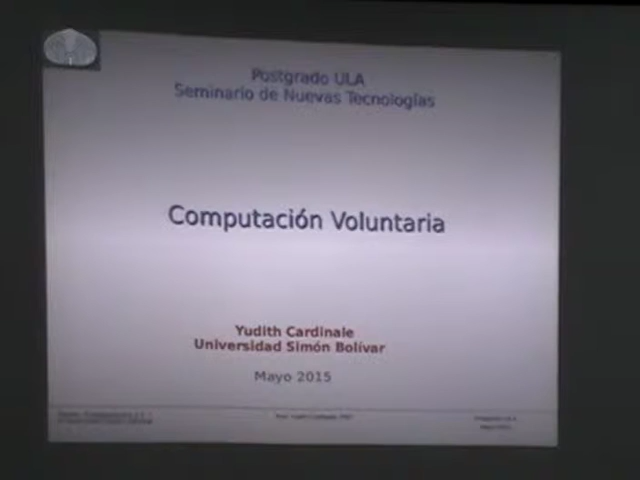 Postgrado ULA
Seminario de Nuevas Tecnologías
Computación Voluntaria
Yudith Cardinale
Universidad Simón Bolívar
Mayo 2015